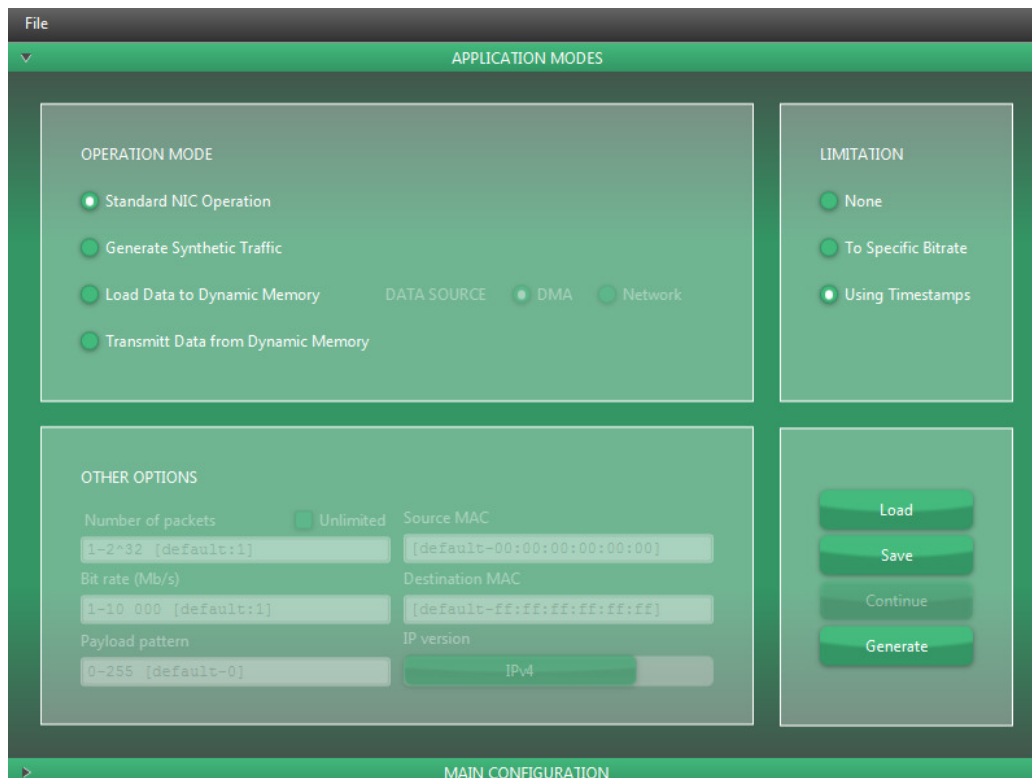 File
APPLICATION MODES
OPERATION MODE
Standard NIC Operation
Generate Synthetic Traffic
Load Data to Dynamic Memory DATA SOURCE DMA Network
Transmitt Data from Dynamic Memory
LIMITATION
None
To Specific Bitrate
Using Timestamps
OTHER OPTIONS
Number of packets Unlimited
1-2^32 [default:1]
Bit rate (Mb/s)
1-10 000 [default:1]
Payload pattern
0-255 [default-0]
Source MAC
[default-00:00:00:00:00:00]
Destination MAC
[default-ff:ff:ff:ff:ff:ff]
IP version
IPv4
Load
Save
Continue
Generate
MAIN CONFIGURATION